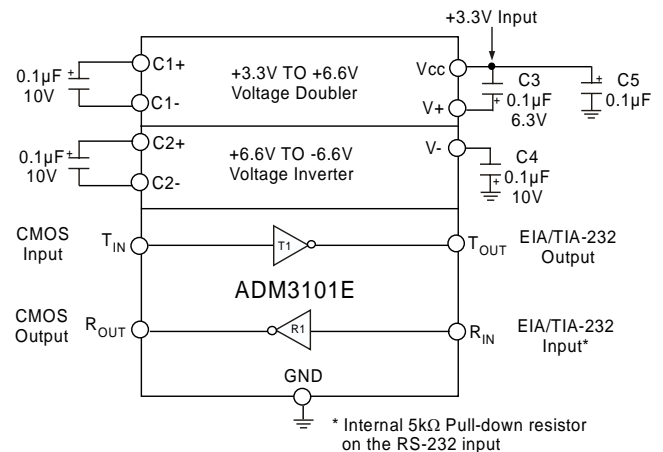 +3.3V Input
0.1µF
10V
+
C1+
C1-
+3.3V TO +6.6V
Voltage Doubler
Vcc
V+
C3
0.1µF
6.3V
+
C5
0.1µF
+
0.1µF
10V
+
C2+
C2-
+6.6V TO -6.6V
Voltage Inverter
V-
C4
0.1µF
10V
+
CMOS
Input
TIN
T1
TOUT
EIA/TIA-232
Output
ADM3101E
CMOS
Output
ROUT
R1
RIN
EIA/TIA-232
Input*
GND
* Internal 5kΩ Pull-down resistor
on the RS-232 input